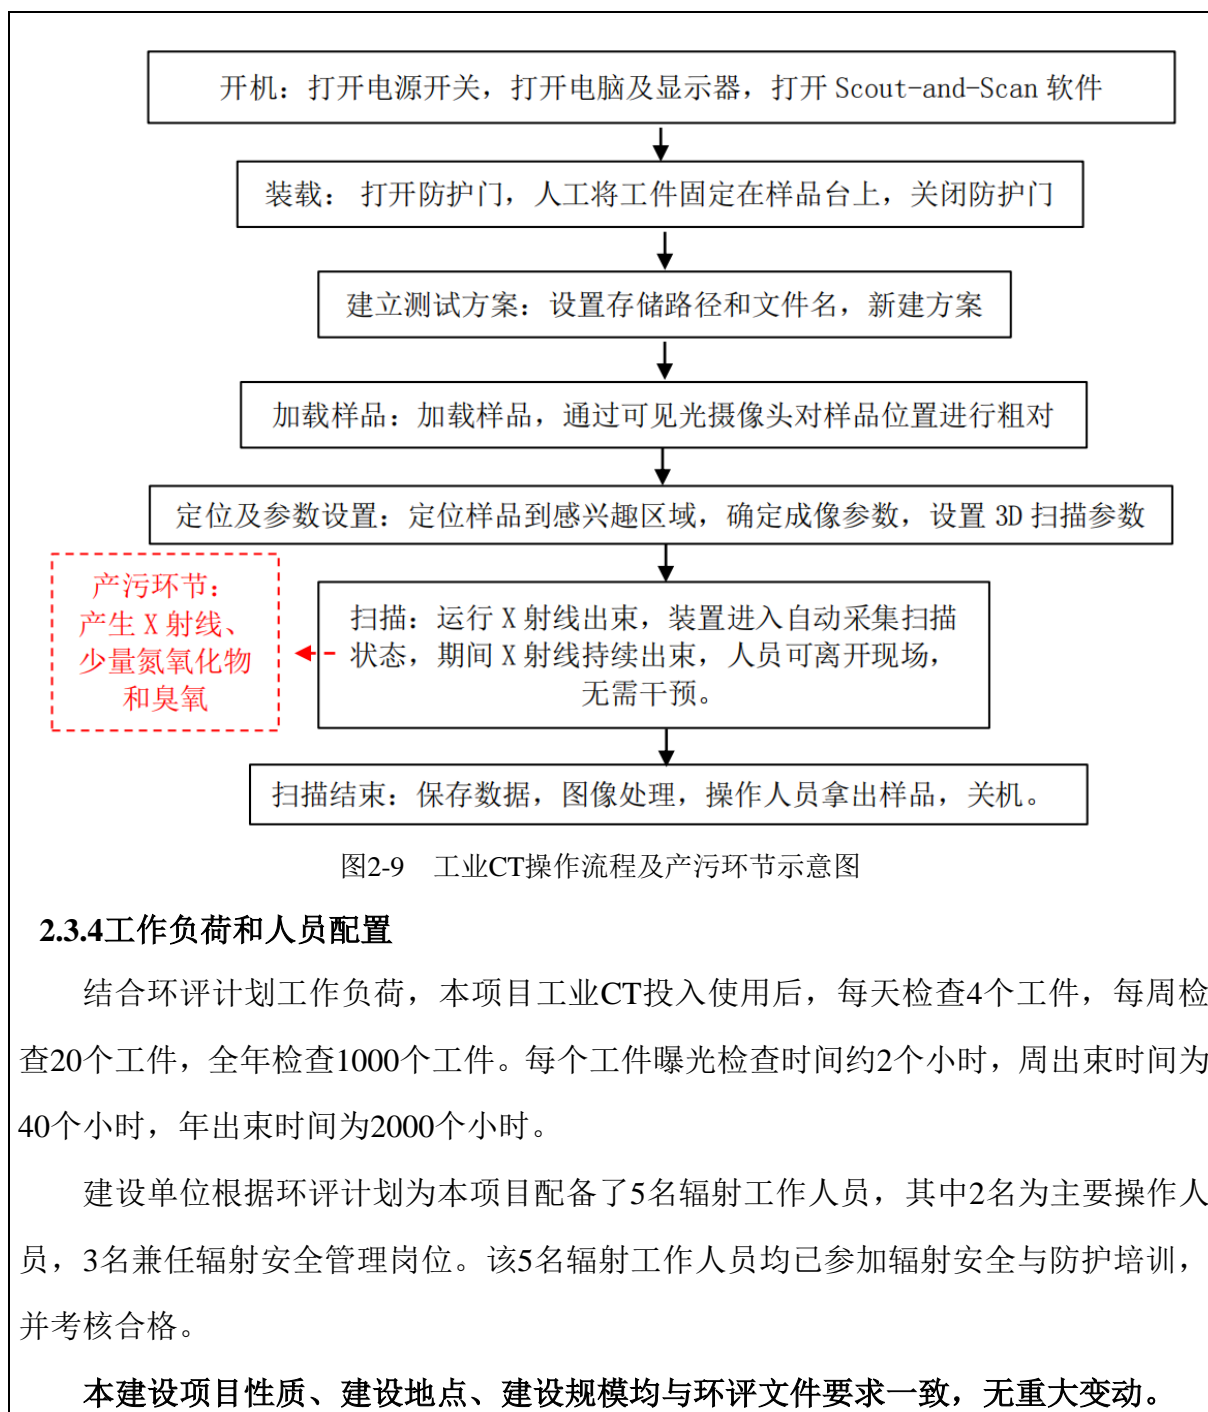 开机：打开电源开关，打开电脑及显示器，打开 Scout-and-Scan 软件
装载： 打开防护门，人工将工件固定在样品台上，关闭防护门
建立测试方案：设置存储路径和文件名，新建方案
加载样品：加载样品，通过可见光摄像头对样品位置进行粗对
定位及参数设置：定位样品到感兴趣区域，确定成像参数，设置 3D 扫描参数
产污环节：
产生 X 射线、
少量氮氧化物
和臭氧
扫描：运行 X 射线出束，装置进入自动采集扫描
状态，期间 X 射线持续出束，人员可离开现场，
无需干预。
扫描结束：保存数据，图像处理，操作人员拿出样品，关机。
图2-9 工业CT操作流程及产污环节示意图
2.3.4工作负荷和人员配置
结合环评计划工作负荷，本项目工业CT投入使用后，每天检查4个工件，每周检
查20个工件，全年检查1000个工件。每个工件曝光检查时间约2个小时，周出束时间为
40个小时，年出束时间为2000个小时。
建设单位根据环评计划为本项目配备了5名辐射工作人员，其中2名为主要操作人
员，3名兼任辐射安全管理岗位。该5名辐射工作人员均已参加辐射安全与防护培训，
并考核合格。
本建设项目性质、建设地点、建设规模均与环评文件要求一致，无重大变动。